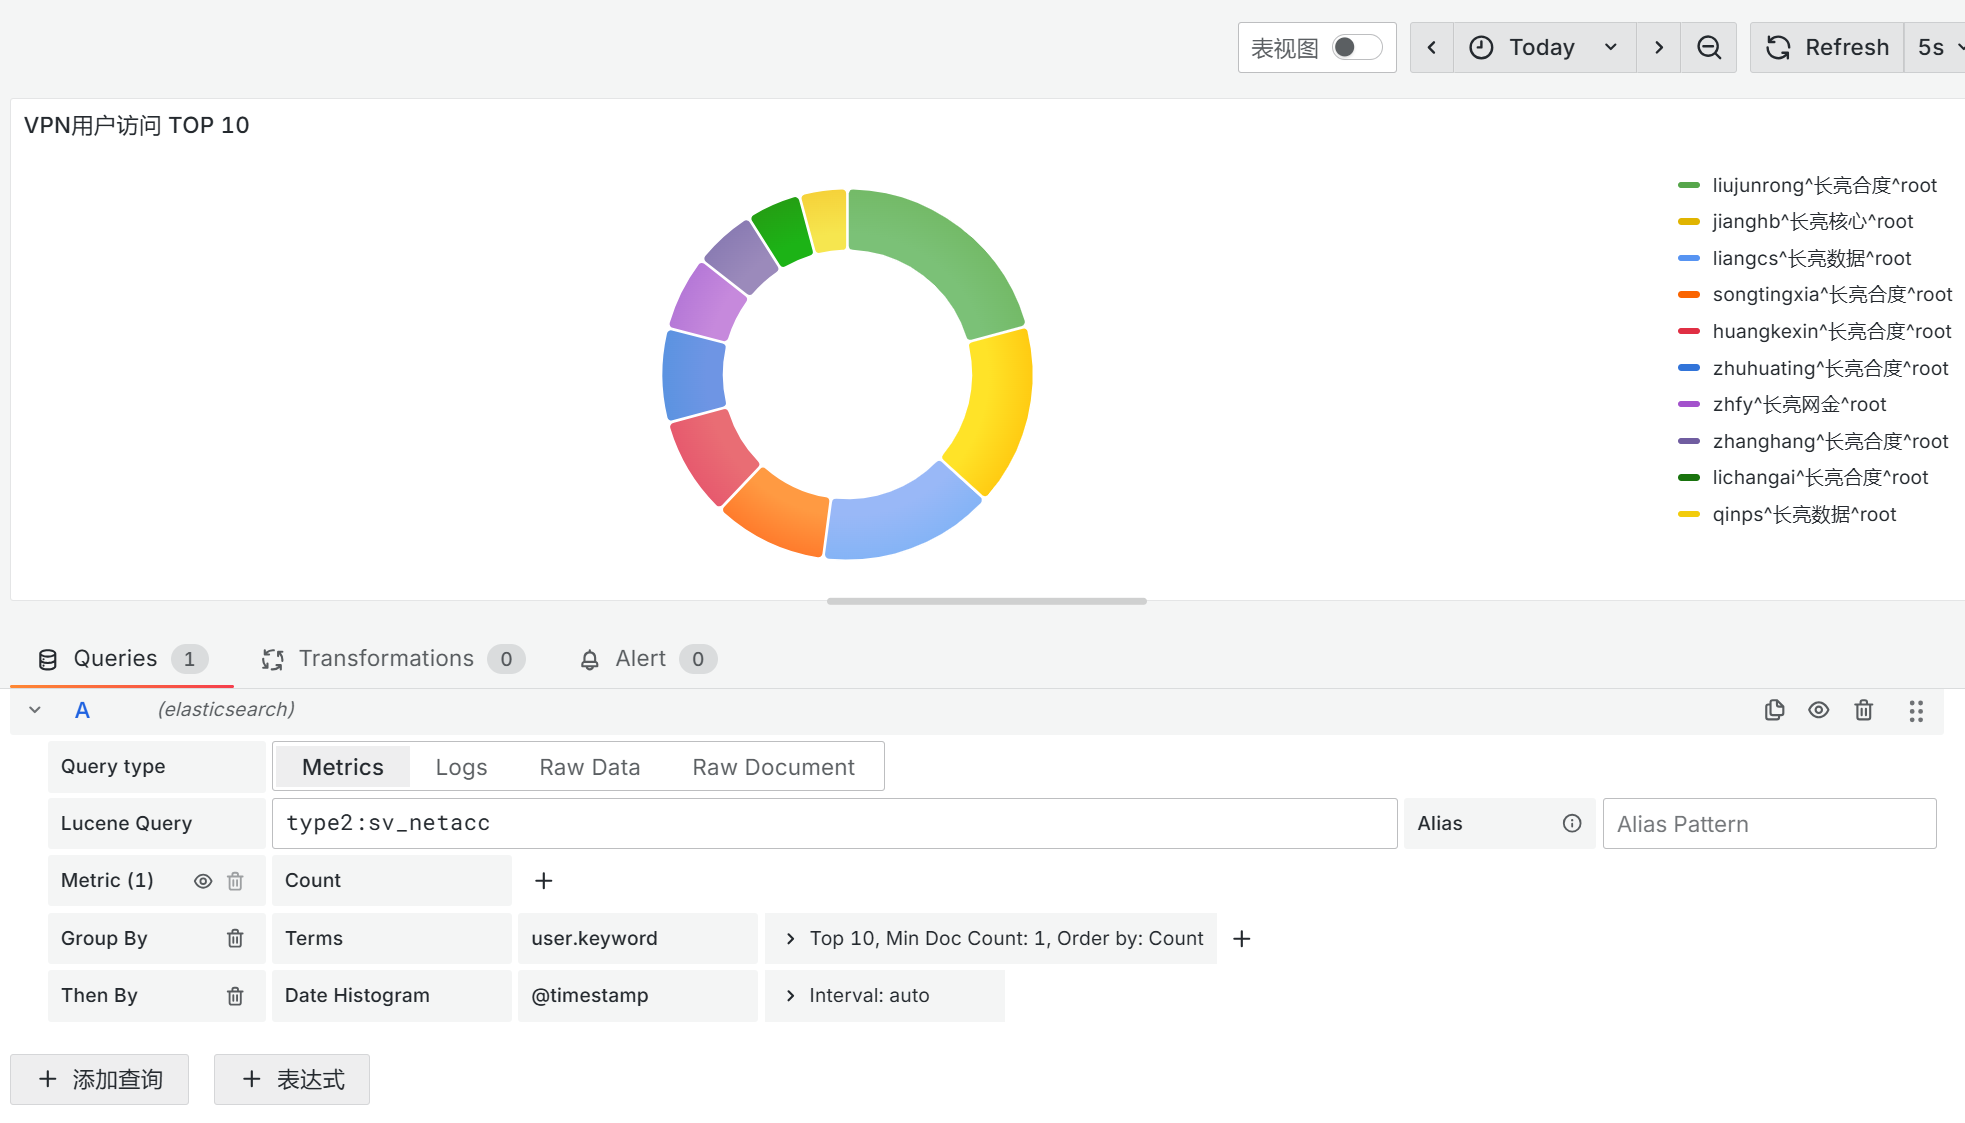 表视图
Today
Refresh
5s
VPN用户访问 TOP 10
liujunrong^长亮合度^root
jianghb^长亮核心^root
liangcs^长亮数据^root
songtingxia^长亮合度^root
huangkexin^长亮合度^root
zhuhuating^长亮合度^root
zhfy^长亮网金^root
zhanghang^长亮合度^root
lichangai^长亮合度^root
qinps^长亮数据^root
Queries 1 Transformations 0 Alert 0
A (elasticsearch)
Query type Metrics Logs Raw Data Raw Document
Lucene Query type2:sv_netacc Alias Alias Pattern
Metric (1) Count
Group By Terms user.keyword Top 10, Min Doc Count: 1, Order by: Count
Then By Date Histogram @timestamp Interval: auto
添加查询 表达式